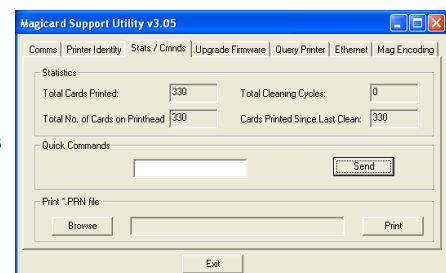 Magicard Support Utility v3.05
Comms Printer Identity Stats / Cmnds Upgrade Firmware Query Printer Ethernet Mag Encoding
Statistics
Total Cards Printed: 330 Total Cleaning Cycles: 0
Total No. of Cards on Printhead 330 Cards Printed Since Last Clean: 330
Quick Commands
Send
Print *.PRN file
Browse Print
Exit